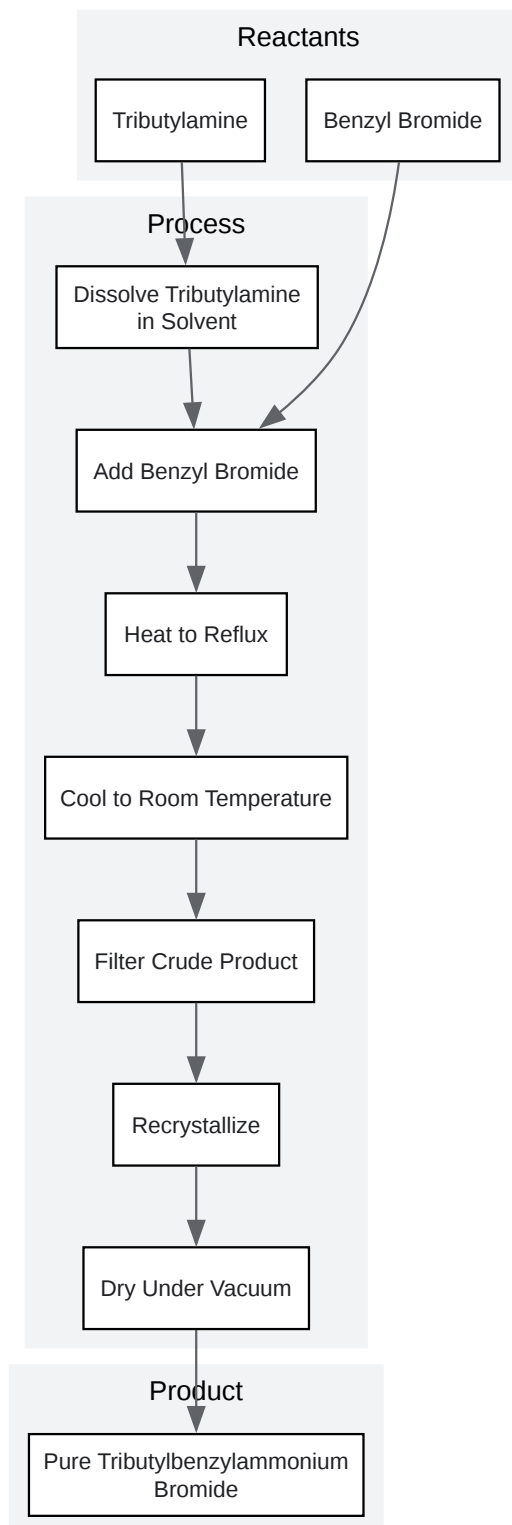 Reactants
Tributylamine
Benzyl Bromide
Process
Dissolve Tributylamine
in Solvent
Add Benzyl Bromide
Heat to Reflux
Cool to Room Temperature
Filter Crude Product
Recrystallize
Dry Under Vacuum
Product
Pure Tributylbenzylammonium
Bromide